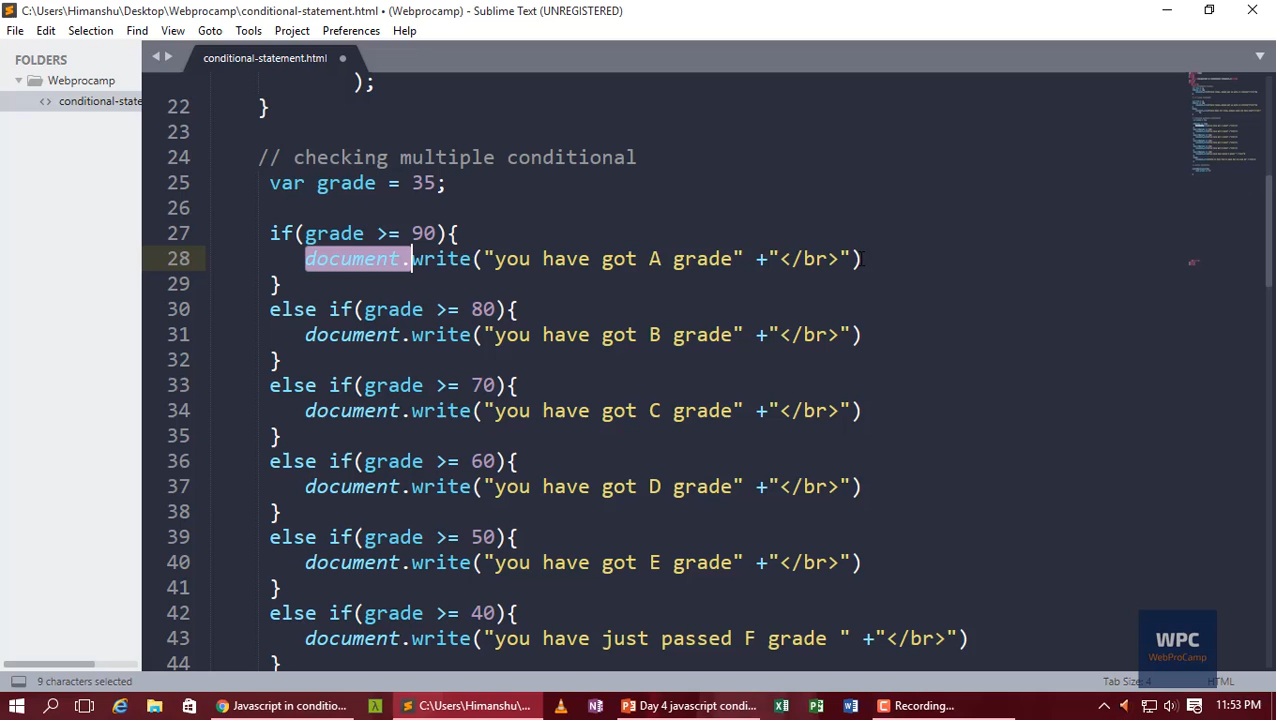 C:\Users\Himanshu\Desktop\Webprocamp\conditional-statement.html • (Webprocamp) - Sublime Text (UNREGISTERED)
File Edit Selection Find View Goto Tools Project Preferences Help
FOLDERS
Webprocamp
<> conditional-state
conditional-statement.html
);
22 }
23
24 // checking multiple conditional
25 var grade = 35;
26
27 if(grade >= 90){
28 document.write("you have got A grade" +"</br>")
29 }
30 else if(grade >= 80){
31 document.write("you have got B grade" +"</br>")
32 }
33 else if(grade >= 70){
34 document.write("you have got C grade" +"</br>")
35 }
36 else if(grade >= 60){
37 document.write("you have got D grade" +"</br>")
38 }
39 else if(grade >= 50){
40 document.write("you have got E grade" +"</br>")
41 }
42 else if(grade >= 40){
43 document.write("you have just passed F grade " +"</br>")
44 }
WPC
WebProCamp
9 characters selected
Tab Size: 4
HTML
Javascript in conditio...
C:\Users\Himanshu\...
Day 4 javascript condi...
Recording...
11:53 PM